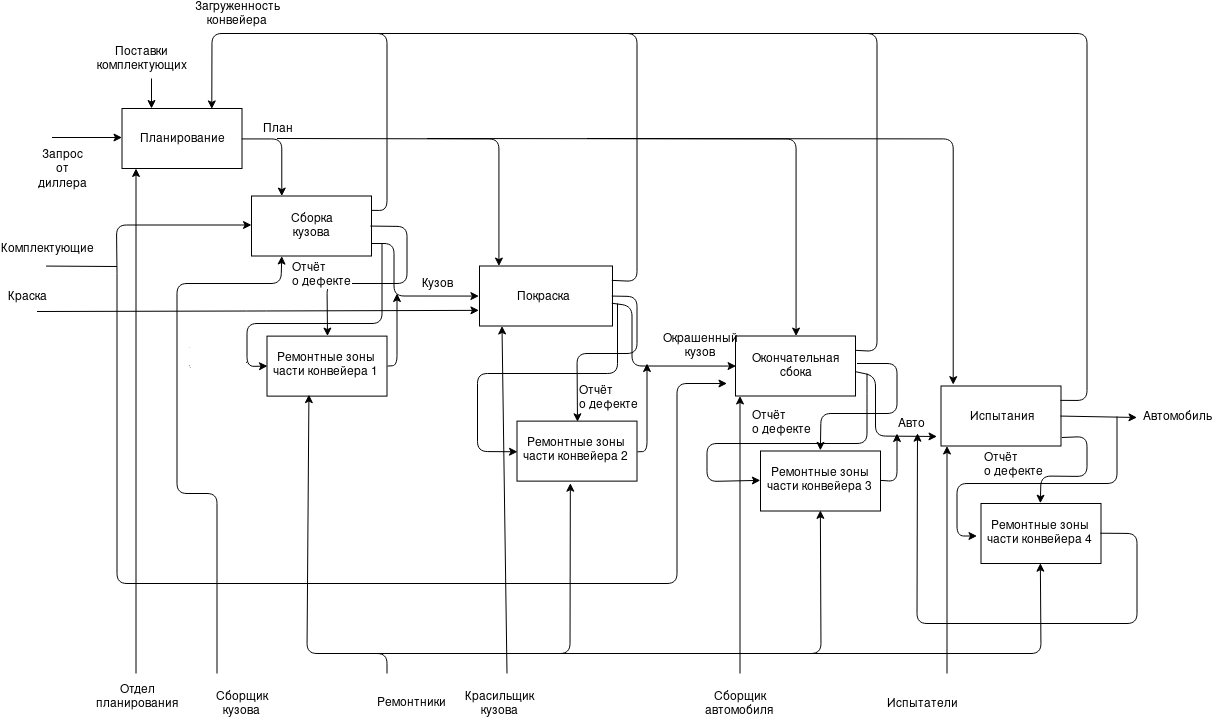 Загруженность
конвейера
Поставки
комплектующих
Планирование
План
Запрос
от
диллера
Сборка
кузова
Комплектующие
Отчёт
о дефекте
Кузов
Краска
Покраска
Ремонтные зоны
части конвейера 1
Окрашенный
кузов
Окончательная
сбока
Отчёт
о дефекте
Ремонтные зоны
части конвейера 2
Отчёт
о дефекте
Авто
Испытания
Автомобиль
Ремонтные зоны
части конвейера 3
Отчёт
о дефекте
Ремонтные зоны
части конвейера 4
Отдел
планирования
Сборщик
кузова
Ремонтники
Красильщик
кузова
Сборщик
автомобиля
Испытатели